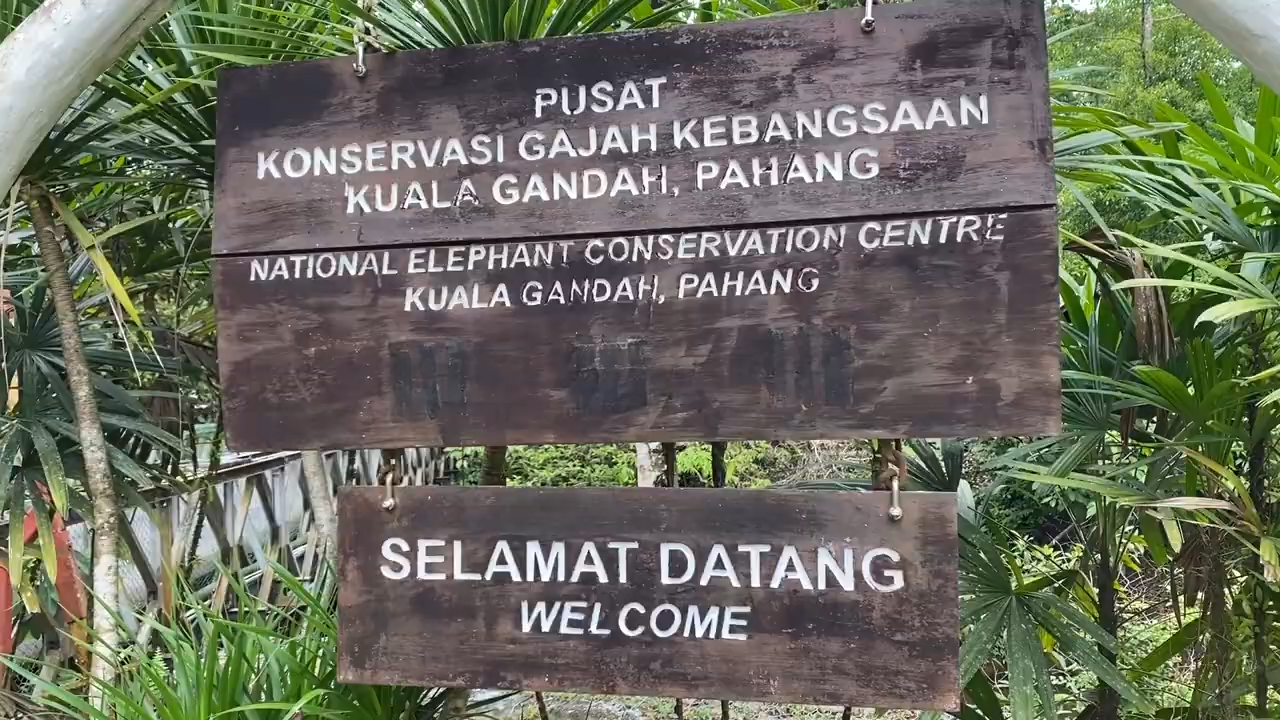 PUSAT
KONSERVASI GAJAH KEBANGSAAN
KUALA GANDAH, PAHANG
NATIONAL ELEPHANT CONSERVATION CENTRE
KUALA GANDAH, PAHANG
SELAMAT DATANG
WELCOME